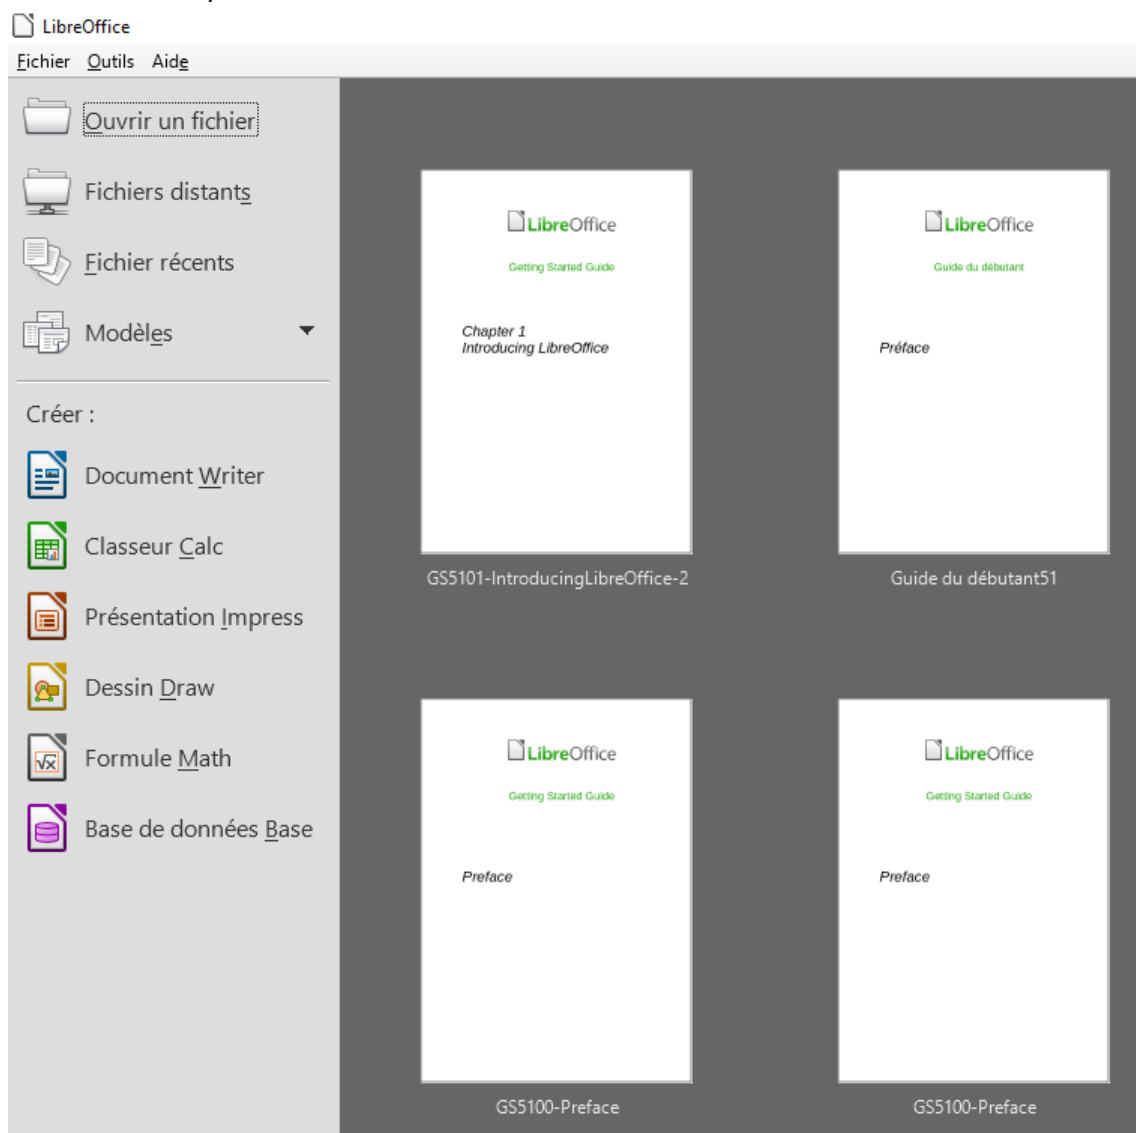 LibreOffice
Fichier Outils Aide
Ouvrir un fichier
Fichiers distants
Fichier récents
Modèles
Créer :
Document Writer
Classeur Calc
Présentation Impress
Dessin Draw
Formule Math
Base de données Base
LibreOffice
Getting Started Guide
Chapter 1
Introducing LibreOffice
GS5101-IntroducingLibreOffice-2
LibreOffice
Guide du débutant
Préface
Guide du débutant51
LibreOffice
Getting Started Guide
Preface
GS5100-Preface
LibreOffice
Getting Started Guide
Preface
GS5100-Preface